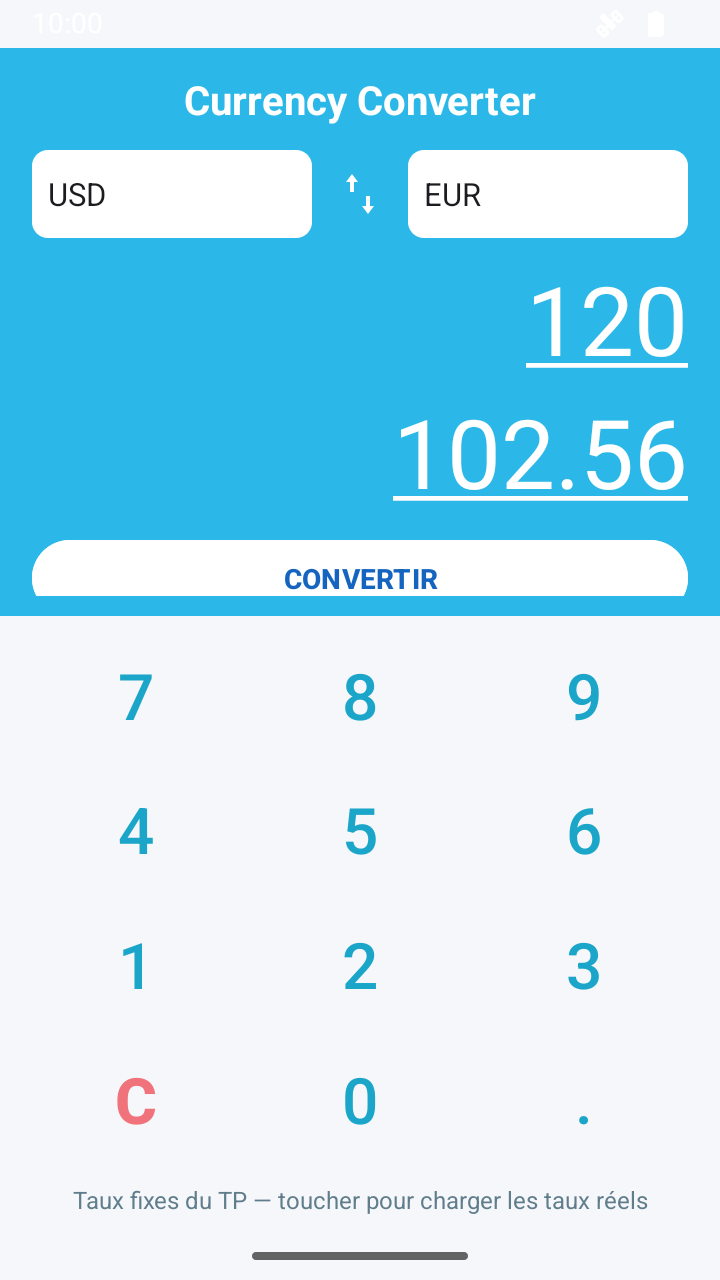 10:00
Currency Converter
USD
EUR
120
102.56
CONVERTIR
7 8 9
4 5 6
1 2 3
C 0 .
Taux fixes du TP — toucher pour charger les taux réels